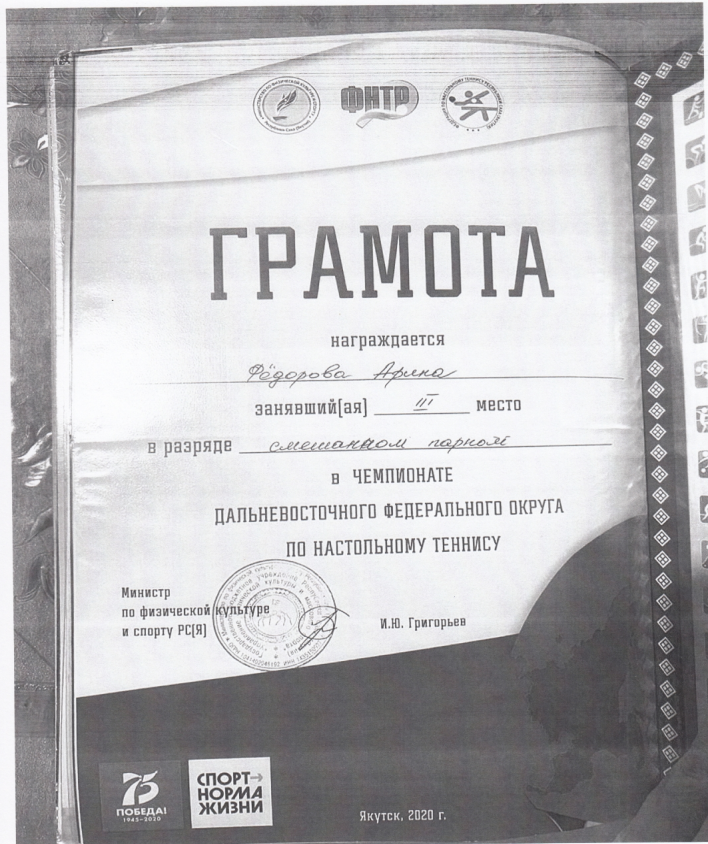 ФНТР
ГРАМОТА
награждается
Фёдорова Арина
занявший(ая) III место
в разряде смешанном парном
в ЧЕМПИОНАТЕ
ДАЛЬНЕВОСТОЧНОГО ФЕДЕРАЛЬНОГО ОКРУГА
ПО НАСТОЛЬНОМУ ТЕННИСУ
Министр
по физической культуре
и спорту РС(Я)
И.Ю. Григорьев
75
ПОБЕДА!
1945-2020
СПОРТ→
НОРМА
ЖИЗНИ
Якутск, 2020 г.